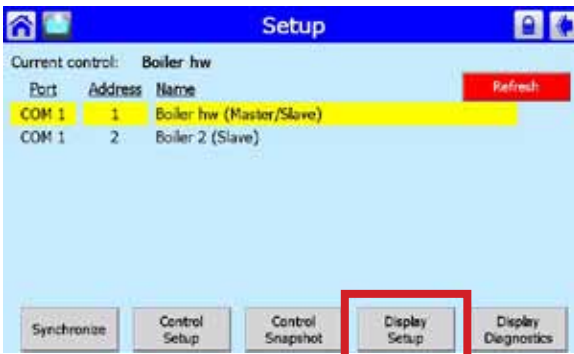 Setup
Current control: Boiler hw
Port Address Name
Refresh
COM 1 1 Boiler hw (Master/Slave)
COM 1 2 Boiler 2 (Slave)
Synchronize
Control
Setup
Control
Snapshot
Display
Setup
Display
Diagnostics